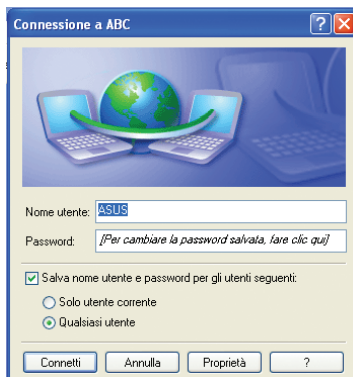 Connessione a ABC
Nome utente: ASUS
Password: [Per cambiare la password salvata, fare clic qui]
Salva nome utente e password per gli utenti seguenti:
Solo utente corrente
Qualsiasi utente
Connetti Annulla Proprietà ?